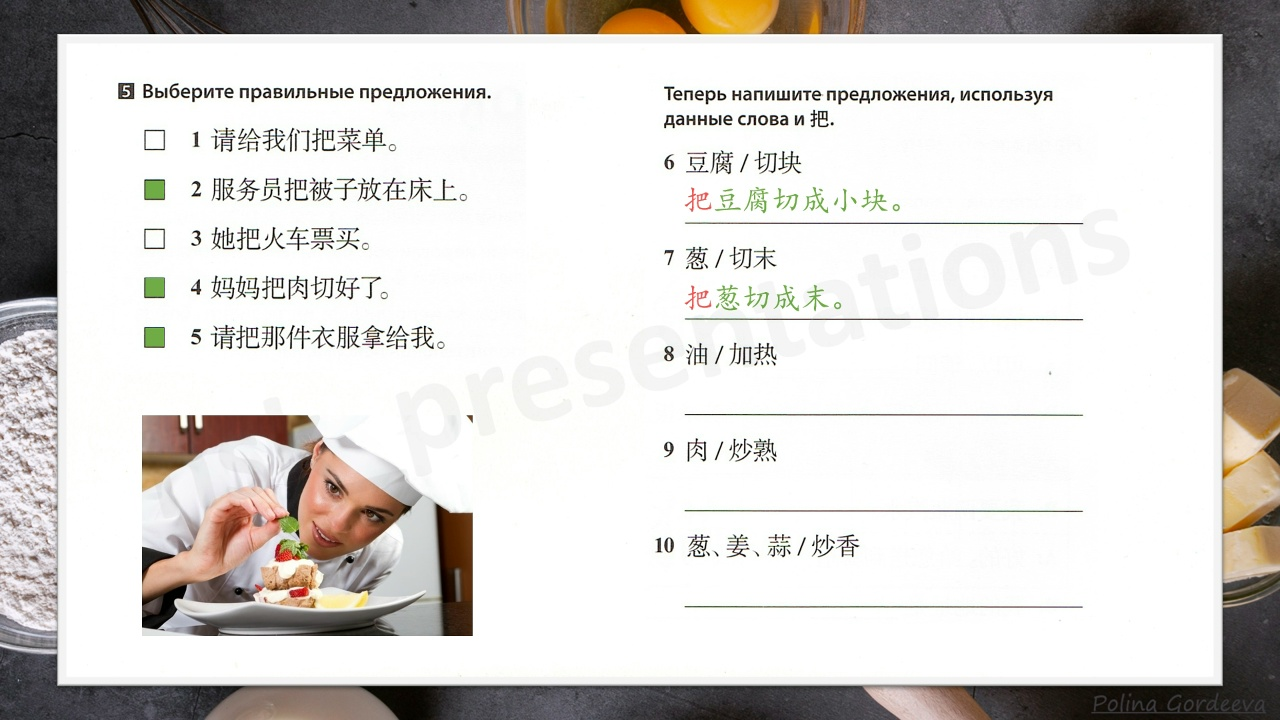 5 Выберите правильные предложения.
1 请给我们把菜单。
2 服务员把被子放在床上。
3 她把火车票买。
4 妈妈把肉切好了。
5 请把那件衣服拿给我。
Теперь напишите предложения, используя
данные слова и 把.
6 豆腐 / 切块
把豆腐切成小块。
7 葱 / 切末
把葱切成末。
8 油 / 加热
9 肉 / 炒熟
10 葱、姜、蒜 / 炒香
presentations
Polina Gordeeva